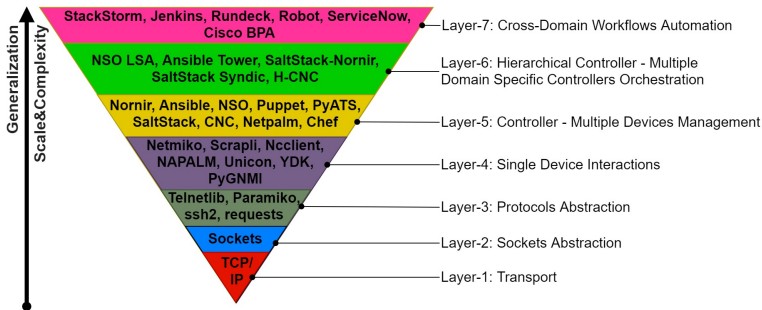 StackStorm, Jenkins, Rundeck, Robot, ServiceNow,
Cisco BPA
Layer-7: Cross-Domain Workflows Automation
NSO LSA, Ansible Tower, SaltStack-Nornir,
SaltStack Syndic, H-CNC
Layer-6: Hierarchical Controller - Multiple
Domain Specific Controllers Orchestration
Nornir, Ansible, NSO, Puppet, PyATS,
SaltStack, CNC, Netpalm, Chef
Layer-5: Controller - Multiple Devices Management
Netmiko, Scrapli, Ncclient,
NAPALM, Unicon, YDK,
PyGNMI
Layer-4: Single Device Interactions
Telnetlib, Paramiko,
ssh2, requests
Layer-3: Protocols Abstraction
Sockets
Layer-2: Sockets Abstraction
TCP/
IP
Layer-1: Transport
Generalization
Scale&Complexity